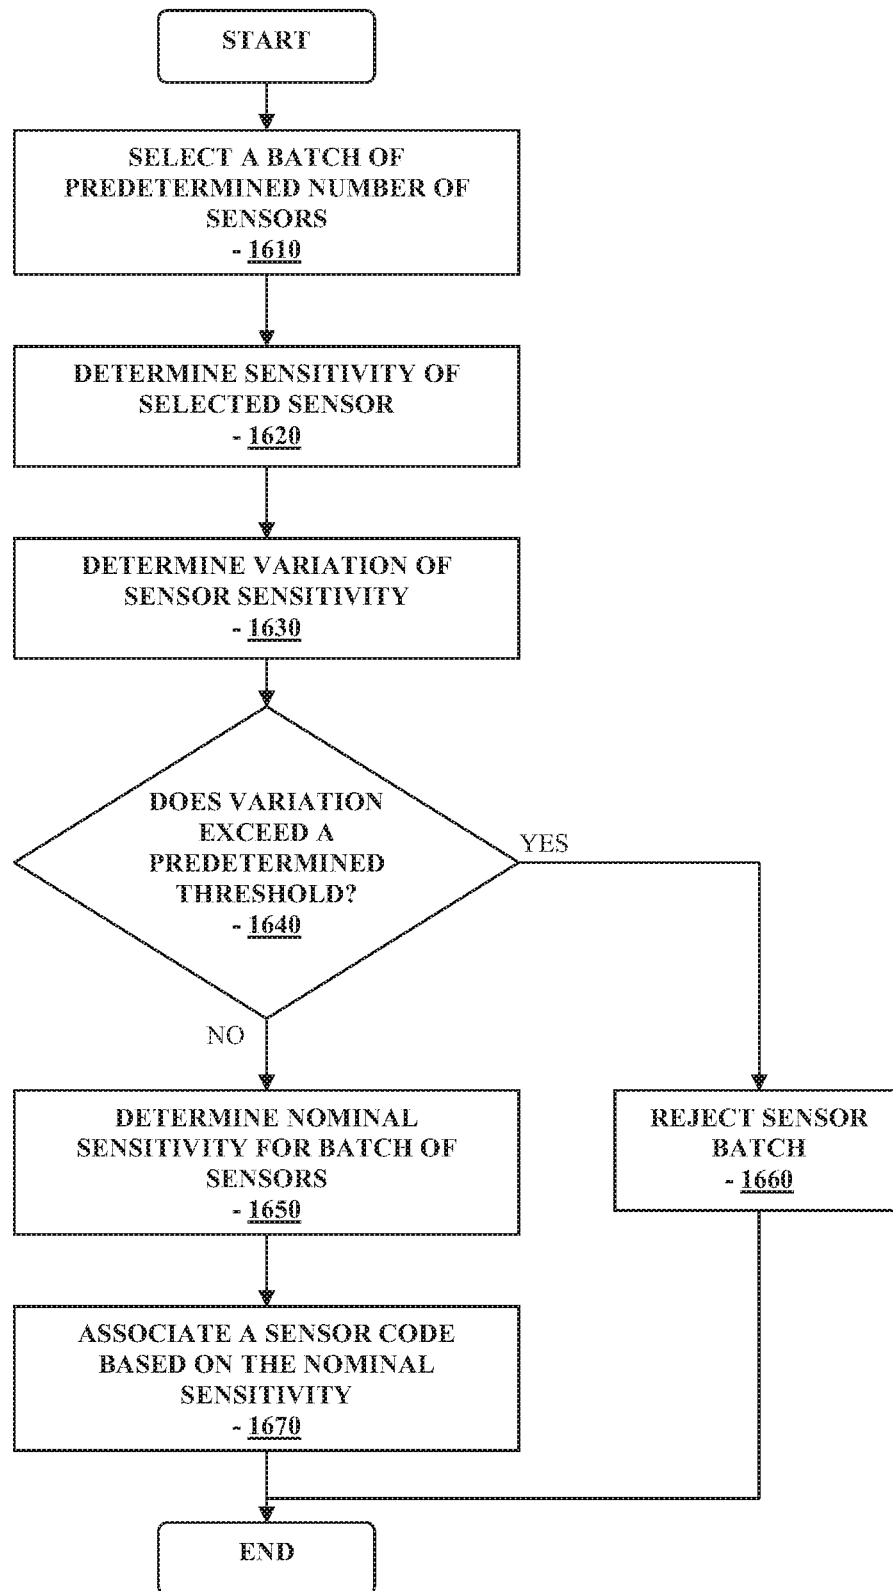 START
SELECT A BATCH OF
PREDETERMINED NUMBER OF
SENSORS
- 1610
DETERMINE SENSITIVITY OF
SELECTED SENSOR
- 1620
DETERMINE VARIATION OF
SENSOR SENSITIVITY
- 1630
DOES VARIATION
EXCEED A
PREDETERMINED
THRESHOLD?
- 1640
YES
NO
DETERMINE NOMINAL
SENSITIVITY FOR BATCH OF
SENSORS
- 1650
REJECT SENSOR
BATCH
- 1660
ASSOCIATE A SENSOR CODE
BASED ON THE NOMINAL
SENSITIVITY
- 1670
END